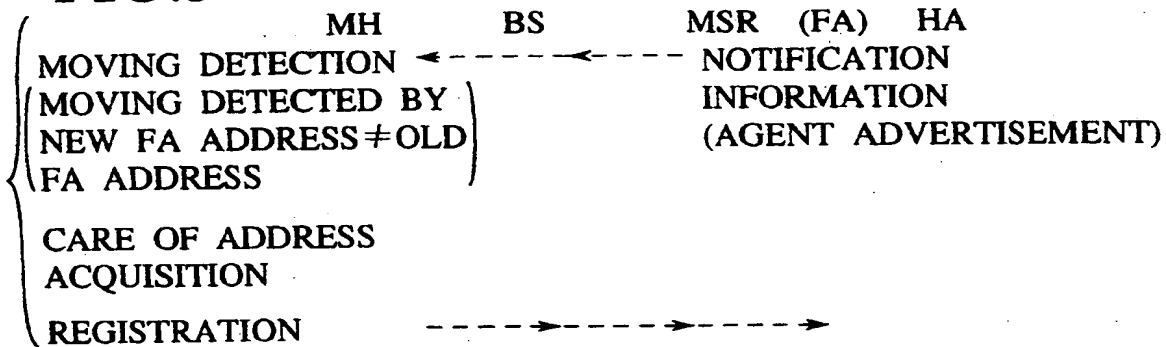 MH BS MSR (FA) HA
MOVING DETECTION NOTIFICATION
MOVING DETECTED BY INFORMATION
NEW FA ADDRESS≠OLD (AGENT ADVERTISEMENT)
FA ADDRESS
CARE OF ADDRESS
ACQUISITION
REGISTRATION